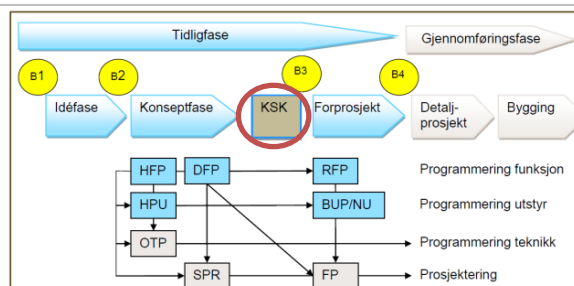 Tidligfase
Gjennomføringsfase
B1
B2
B3
B4
Idéfase
Konseptfase
KSK
Forprosjekt
Detalj-
prosjekt
Bygging
HFP
DFP
RFP
Programmering funksjon
HPU
BUP/NU
Programmering utstyr
OTP
Programmering teknikk
SPR
FP
Prosjektering